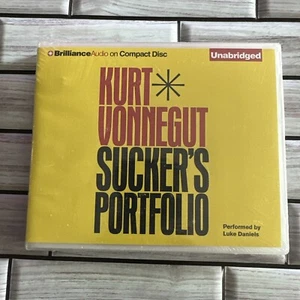 BrillianceAudio on Compact Disc
Unabridged
KURT
VONNEGUT
SUCKER'S
PORTFOLIO
Performed by
Luke Daniels